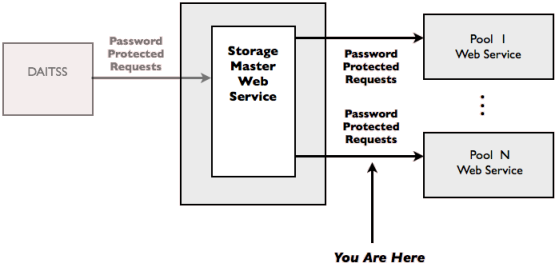 DAITSS
Password
Protected
Requests
Storage
Master
Web
Service
Password
Protected
Requests
Pool 1
Web Service
Password
Protected
Requests
Pool N
Web Service
You Are Here